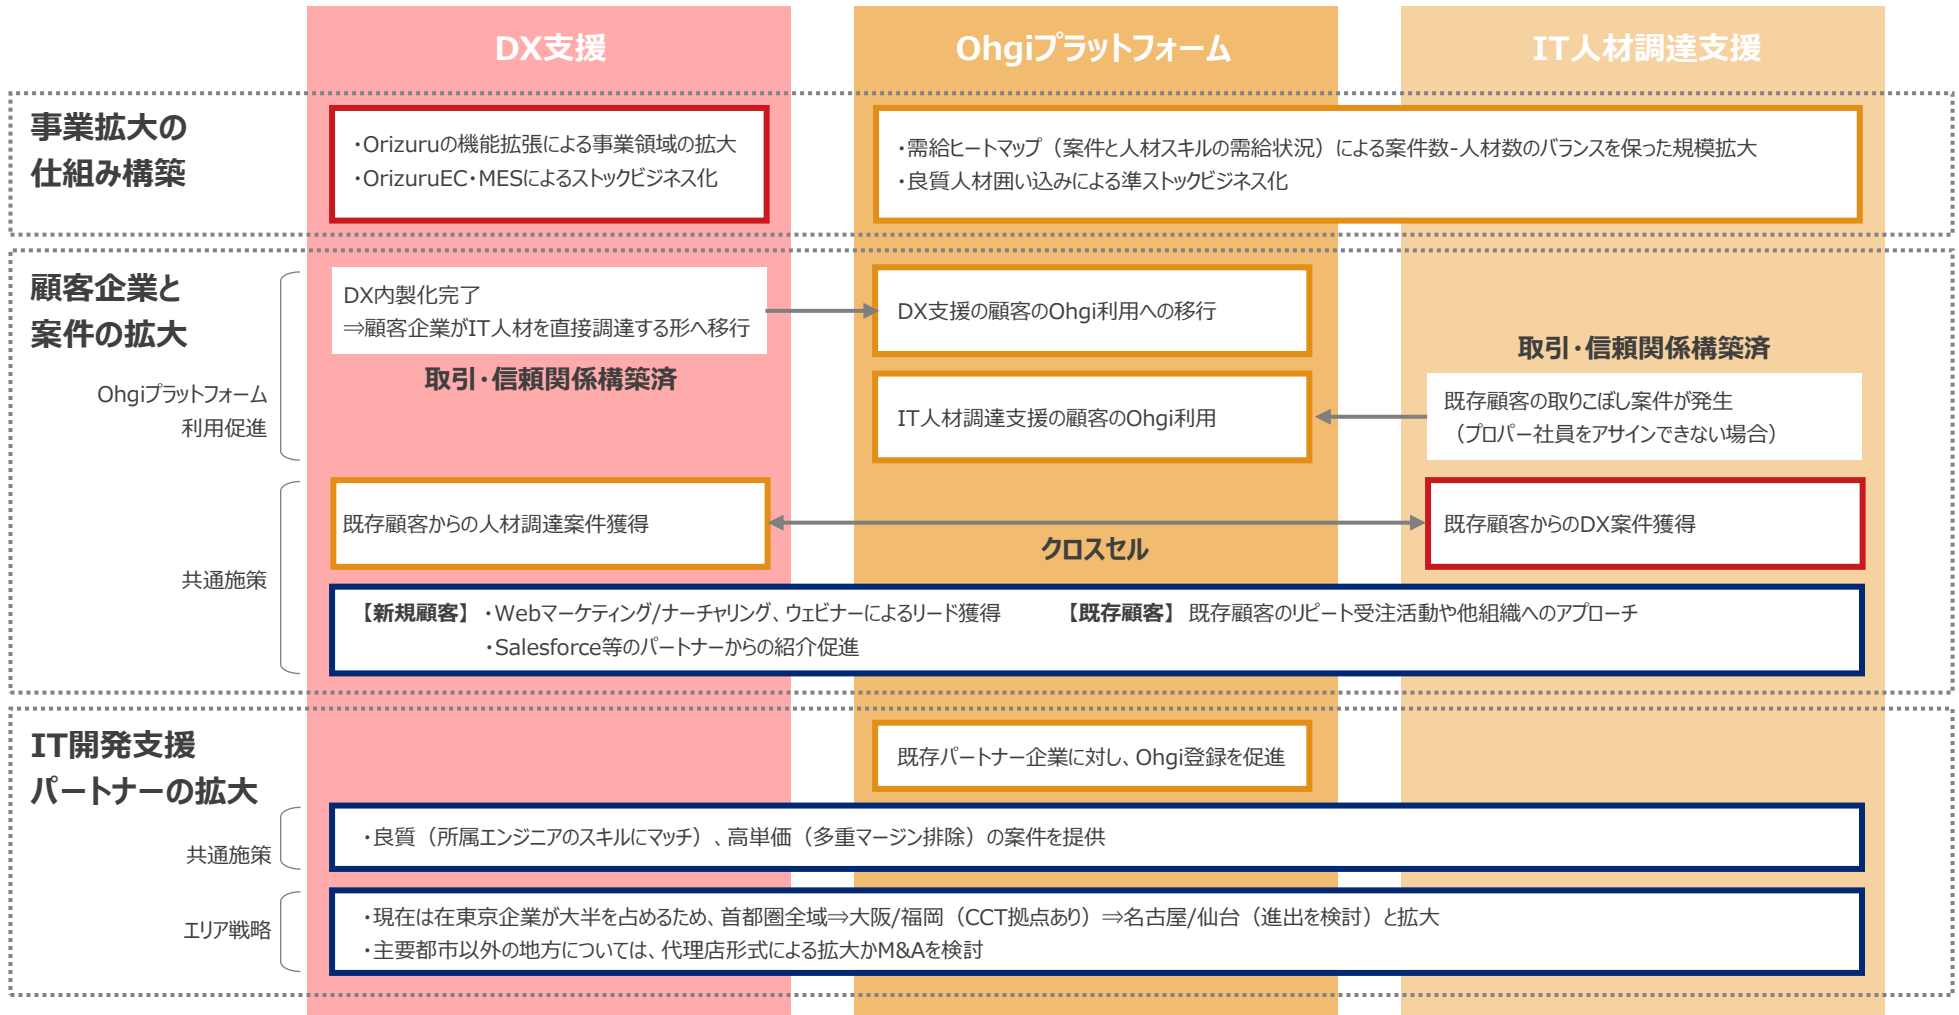 DX支援
Ohgiプラットフォーム
IT人材調達支援
事業拡大の
仕組み構築
・Orizuruの機能拡張による事業領域の拡大
・OrizuruEC・MESによるストックビジネス化
・需給ヒートマップ（案件と人材スキルの需給状況）による案件数-人材数のバランスを保った規模拡大
・良質人材囲い込みによる準ストックビジネス化
顧客企業と
案件の拡大
Ohgiプラットフォーム
利用促進
DX内製化完了
⇒顧客企業がIT人材を直接調達する形へ移行
取引・信頼関係構築済
DX支援の顧客のOhgi利用への移行
IT人材調達支援の顧客のOhgi利用
取引・信頼関係構築済
既存顧客の取りこぼし案件が発生
（プロパー社員をアサインできない場合）
共通施策
既存顧客からの人材調達案件獲得
クロスセル
既存顧客からのDX案件獲得
【新規顧客】・Webマーケティング/ナーチャリング、ウェビナーによるリード獲得
・Salesforce等のパートナーからの紹介促進
【既存顧客】 既存顧客のリピート受注活動や他組織へのアプローチ
IT開発支援
パートナーの拡大
既存パートナー企業に対し、Ohgi登録を促進
共通施策
・良質（所属エンジニアのスキルにマッチ）、高単価（多重マージン排除）の案件を提供
エリア戦略
・現在は在東京企業が大半を占めるため、首都圏全域⇒大阪/福岡（CCT拠点あり）⇒名古屋/仙台（進出を検討）と拡大
・主要都市以外の地方については、代理店形式による拡大かM&Aを検討